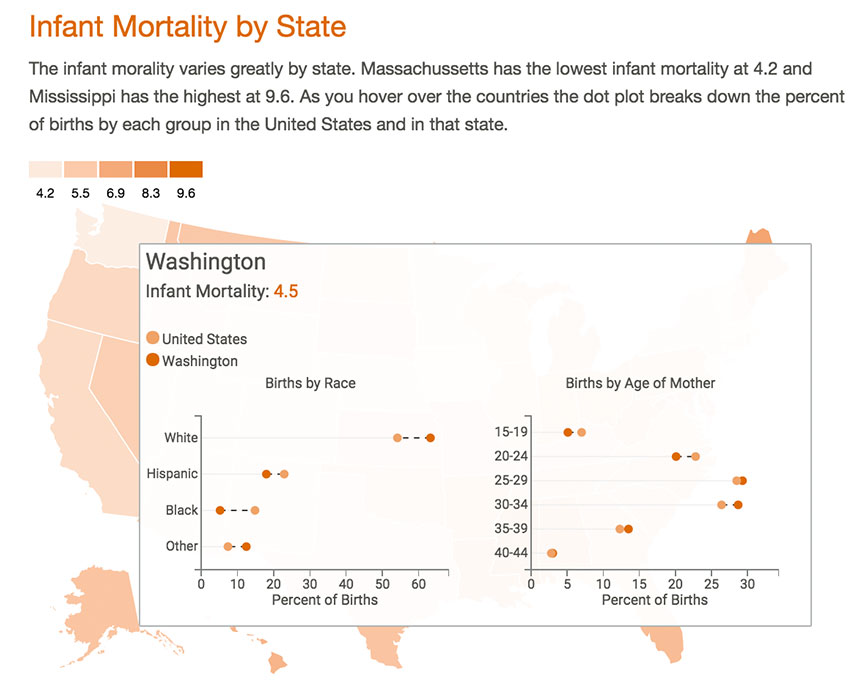 Infant Mortality by State
The infant morality varies greatly by state. Massachussetts has the lowest infant mortality at 4.2 and
Mississippi has the highest at 9.6. As you hover over the countries the dot plot breaks down the percent
of births by each group in the United States and in that state.
4.2 5.5 6.9 8.3 9.6
Washington
Infant Mortality: 4.5
United States
Washington
Births by Race
White
Hispanic
Black
Other
0 10 20 30 40 50 60
Percent of Births
Births by Age of Mother
15-19
20-24
25-29
30-34
35-39
40-44
0 5 10 15 20 25 30
Percent of Births